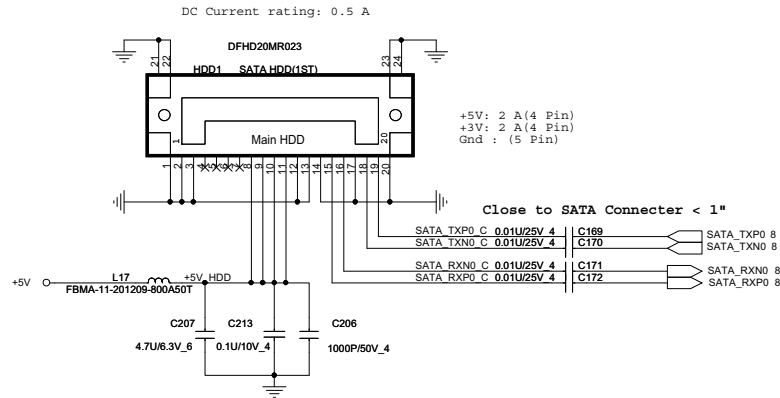 DC Current rating: 0.5 A
DFHD20MR023
21 22 23 24
HDD1 SATA HDD(1ST)
+5V: 2 A(4 Pin)
+3V: 2 A(4 Pin)
Gnd : (5 Pin)
1 Main HDD 20
1 2 3 4 5 6 7 8 9 10 11 12 13 14 15 16 17 18 19 20
Close to SATA Connecter < 1"
SATA_TXP0_C 0.01U/25V_4 C169 SATA_TXP0 8
SATA_TXN0_C 0.01U/25V_4 C170 SATA_TXN0 8
SATA_RXN0_C 0.01U/25V_4 C171 SATA_RXN0 8
SATA_RXP0_C 0.01U/25V_4 C172 SATA_RXP0 8
+5V L17 +5V_HDD
FBMA-11-201209-800A50T
C207 C213 C206
4.7U/6.3V_6 0.1U/10V_4 1000P/50V_4